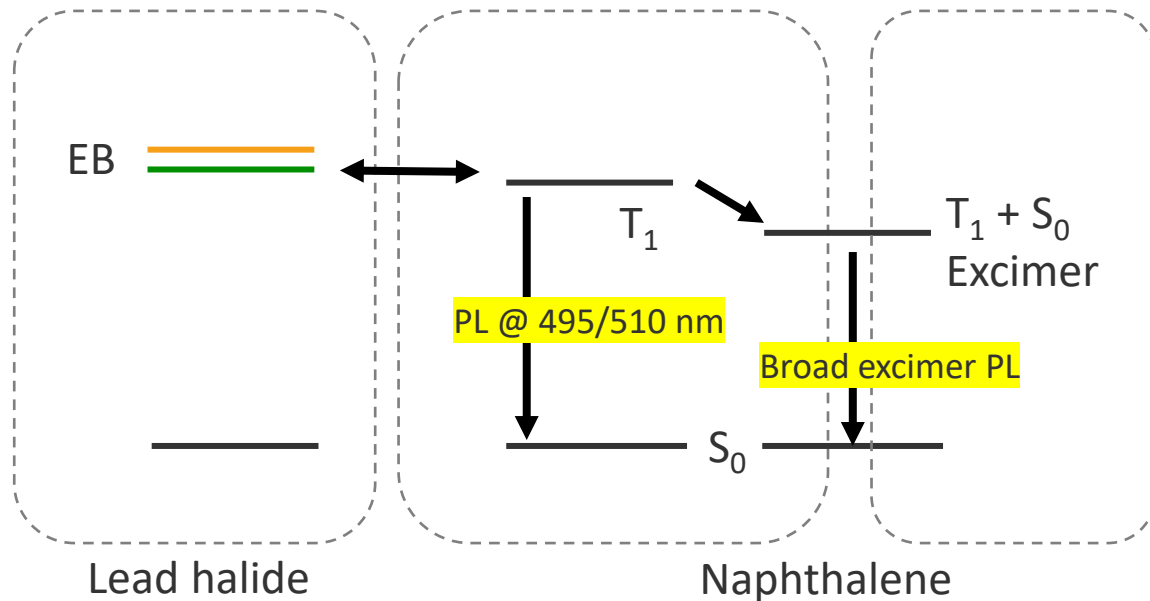 EB
T₁
T₁ + S₀
Excimer
PL @ 495/510 nm
Broad excimer PL
S₀
Lead halide
Naphthalene